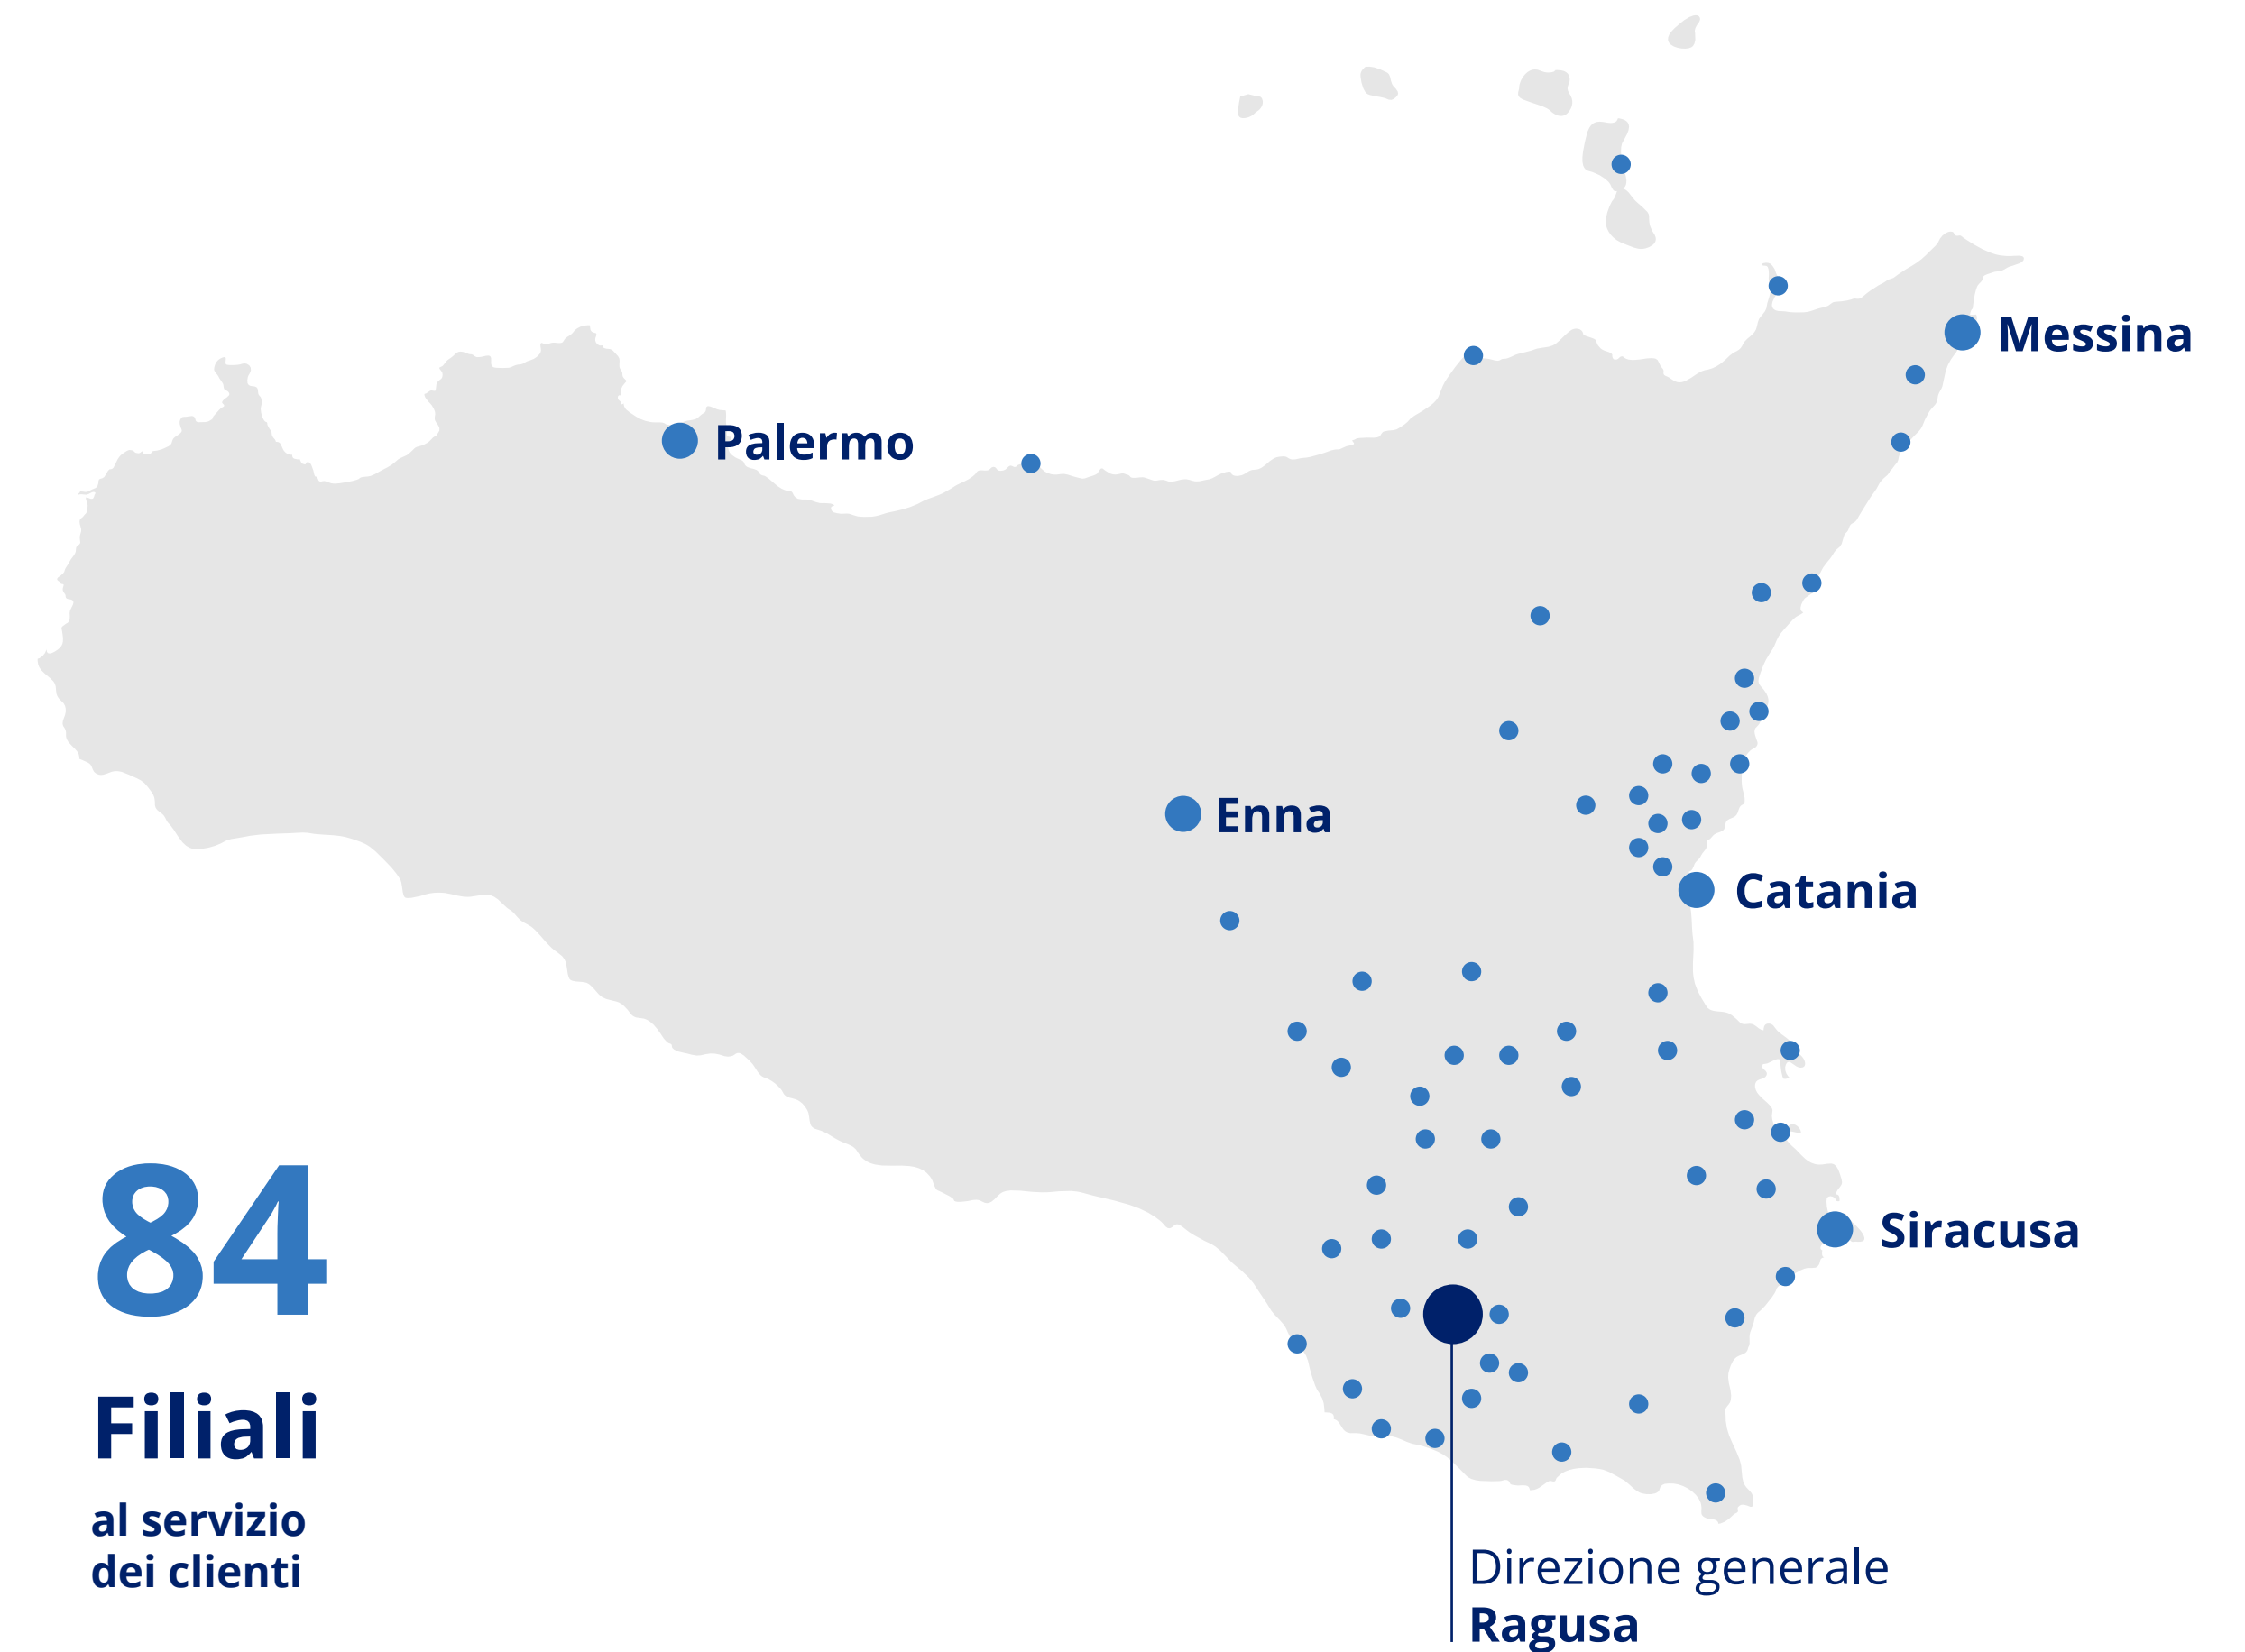 Messina
Palermo
Enna
Catania
Siracusa
84
Filiali
al servizio
dei clienti
Direzione generale
Ragusa